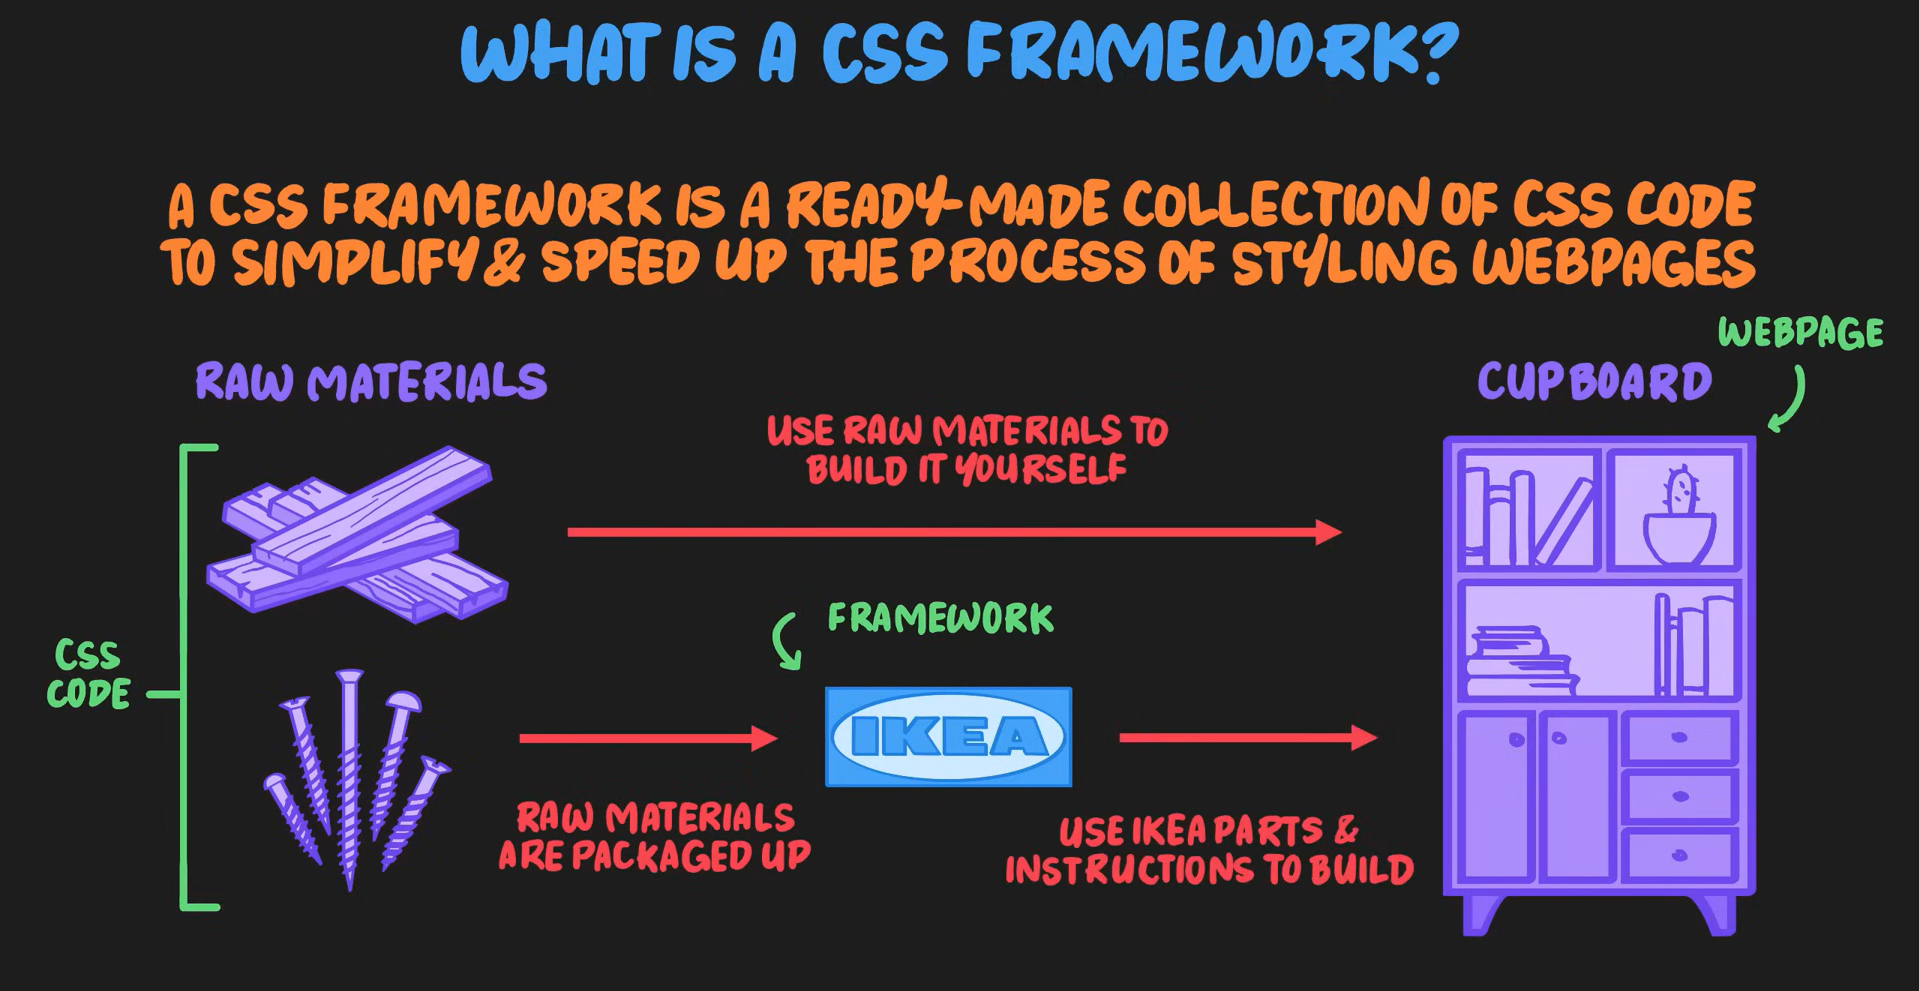 WHAT IS A CSS FRAMEWORK?
A CSS FRAMEWORK IS A READY-MADE COLLECTION OF CSS CODE
TO SIMPLIFY & SPEED UP THE PROCESS OF STYLING WEBPAGES
WEBPAGE
RAW MATERIALS
CUPBOARD
USE RAW MATERIALS TO
BUILD IT YOURSELF
FRAMEWORK
CSS
CODE
IKEA
RAW MATERIALS
ARE PACKAGED UP
USE IKEA PARTS &
INSTRUCTIONS TO BUILD